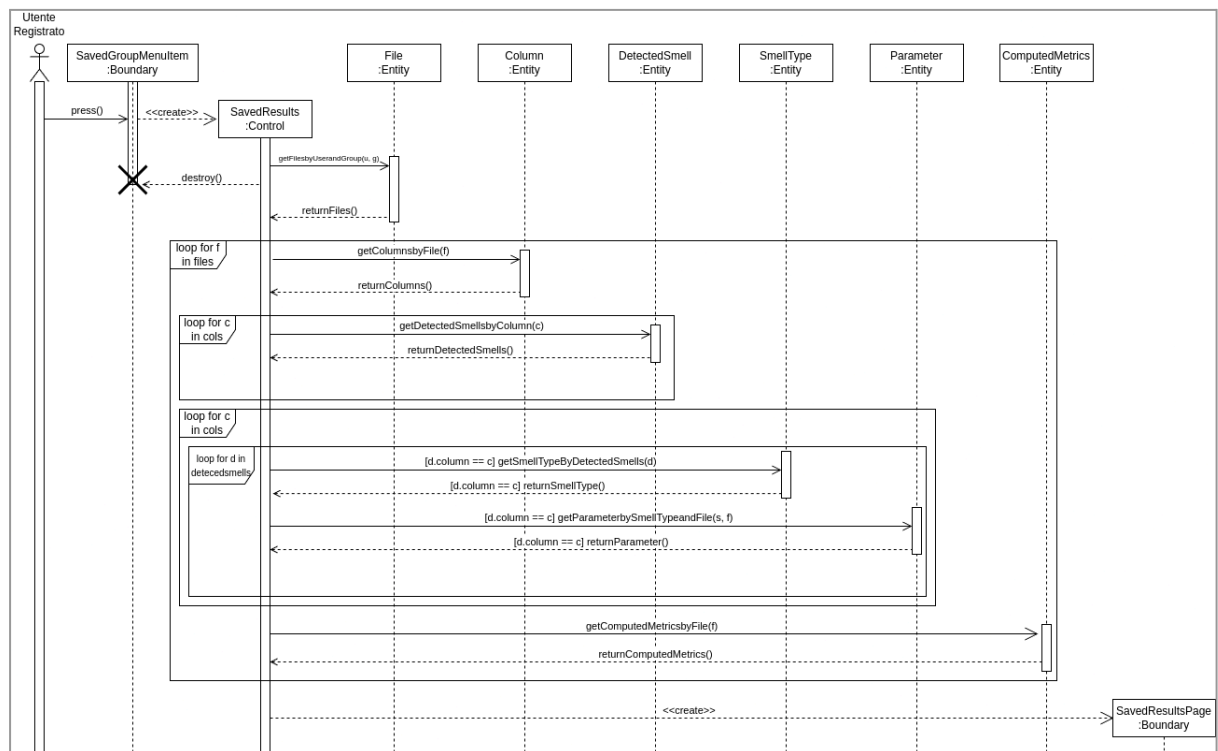 Utente
Registrato
SavedGroupMenuItem
:Boundary
File
:Entity
Column
:Entity
DetectedSmell
:Entity
SmellType
:Entity
Parameter
:Entity
ComputedMetrics
:Entity
press()
<<create>>
SavedResults
:Control
getFilesbyUserandGroup(u, g)
destroy()
returnFiles()
loop for f
in files
getColumnsbyFile(f)
returnColumns()
loop for c
in cols
getDetectedSmellsbyColumn(c)
returnDetectedSmells()
loop for c
in cols
loop for d in
detecedsmells
[d.column == c] getSmellTypeByDetectedSmells(d)
[d.column == c] returnSmellType()
[d.column == c] getParameterbySmellTypeandFile(s, f)
[d.column == c] returnParameter()
getComputedMetricsbyFile(f)
returnComputedMetrics()
<<create>>
SavedResultsPage
:Boundary